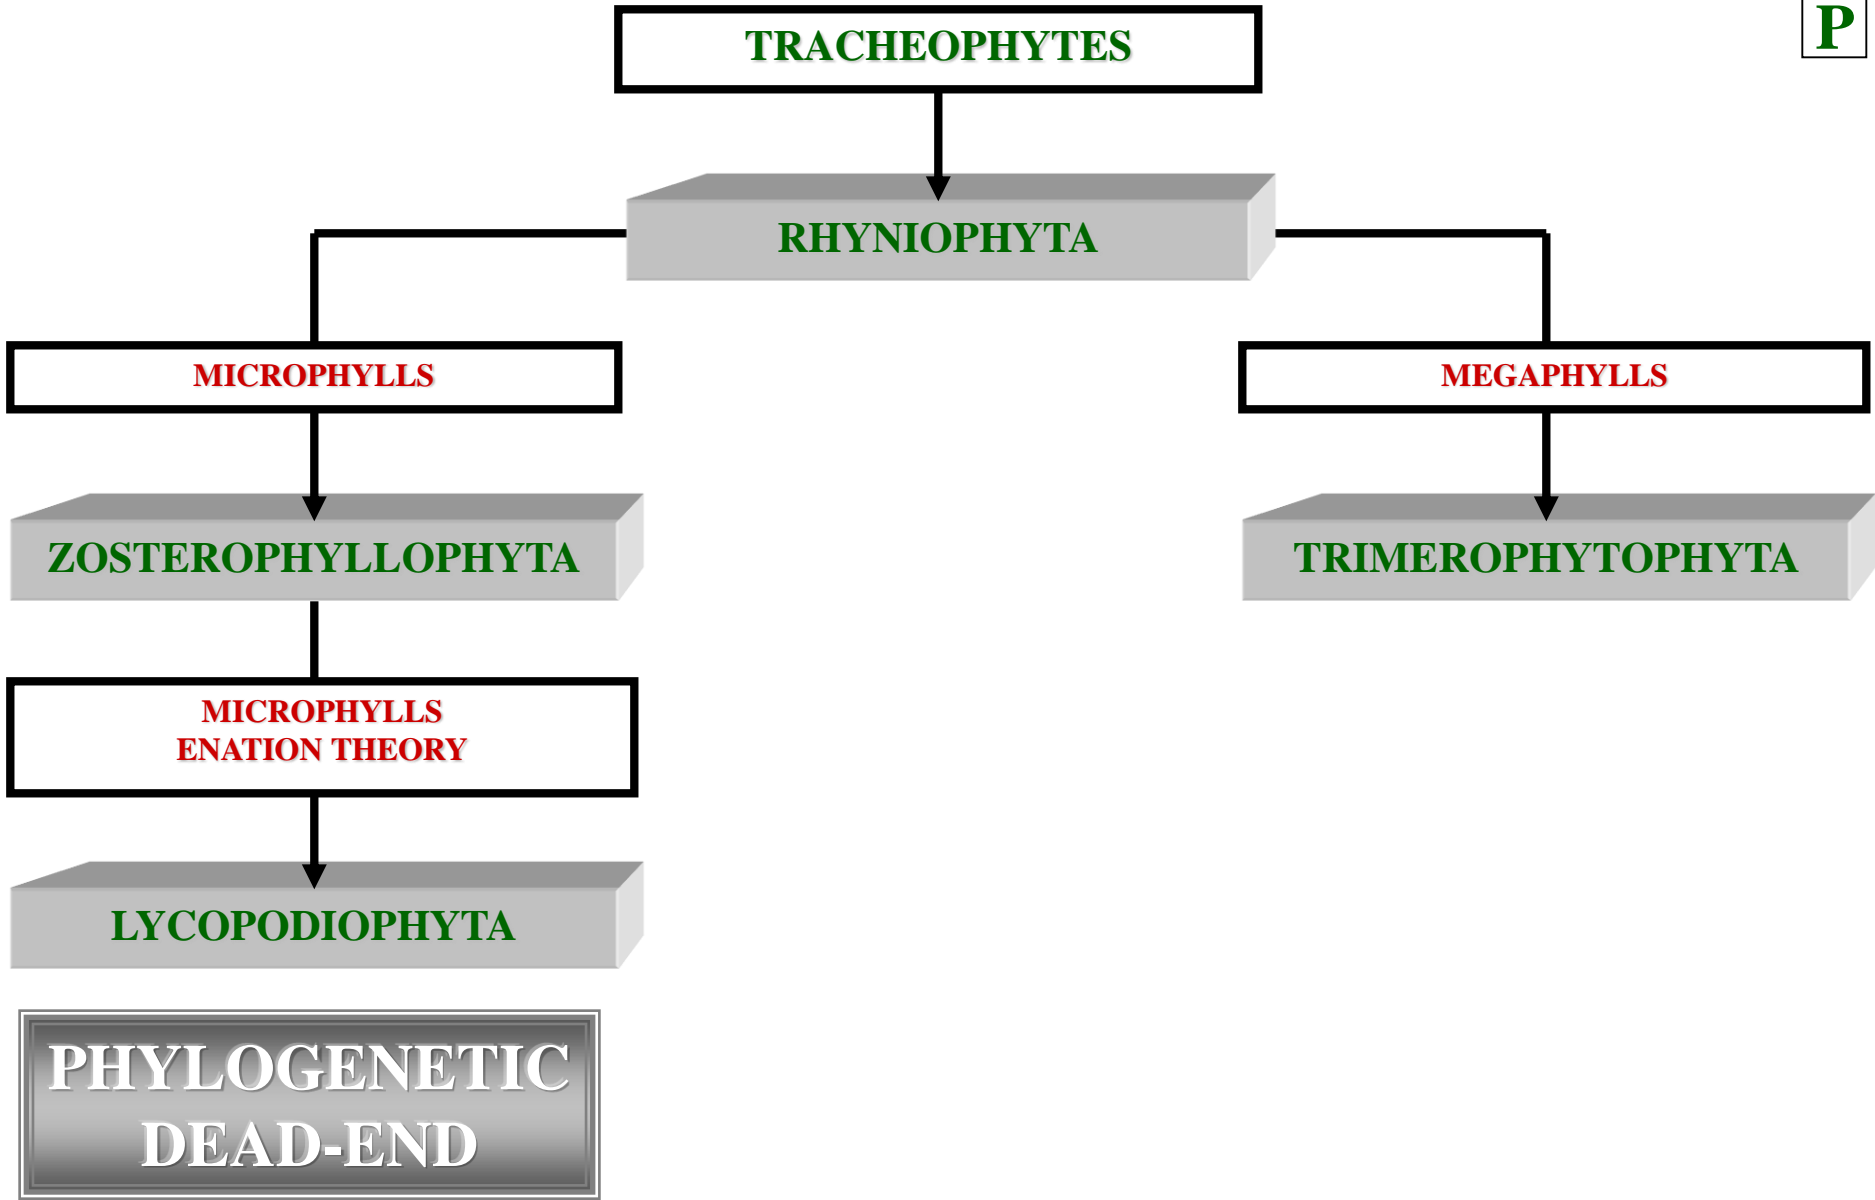 TRACHEOPHYTES
P
RHYNIOPHYTA
MICROPHYLLS
MEGAPHYLLS
ZOSTEROPHYLLOPHYTA
TRIMEROPHYTOPHYTA
MICROPHYLLS
ENATION THEORY
LYCOPODIOPHYTA
PHYLOGENETIC
DEAD-END